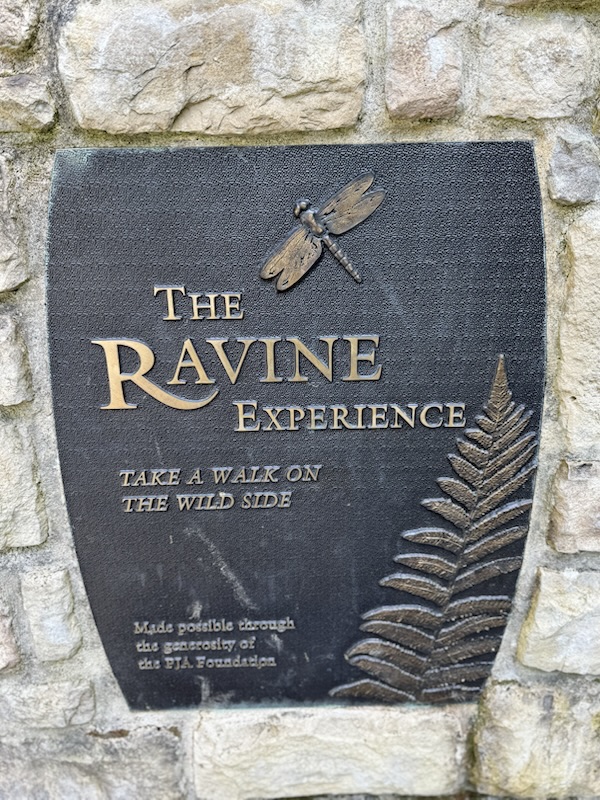 THE
RAVINE
EXPERIENCE
TAKE A WALK ON
THE WILD SIDE
Made possible through
the generosity of
the PJA Foundation